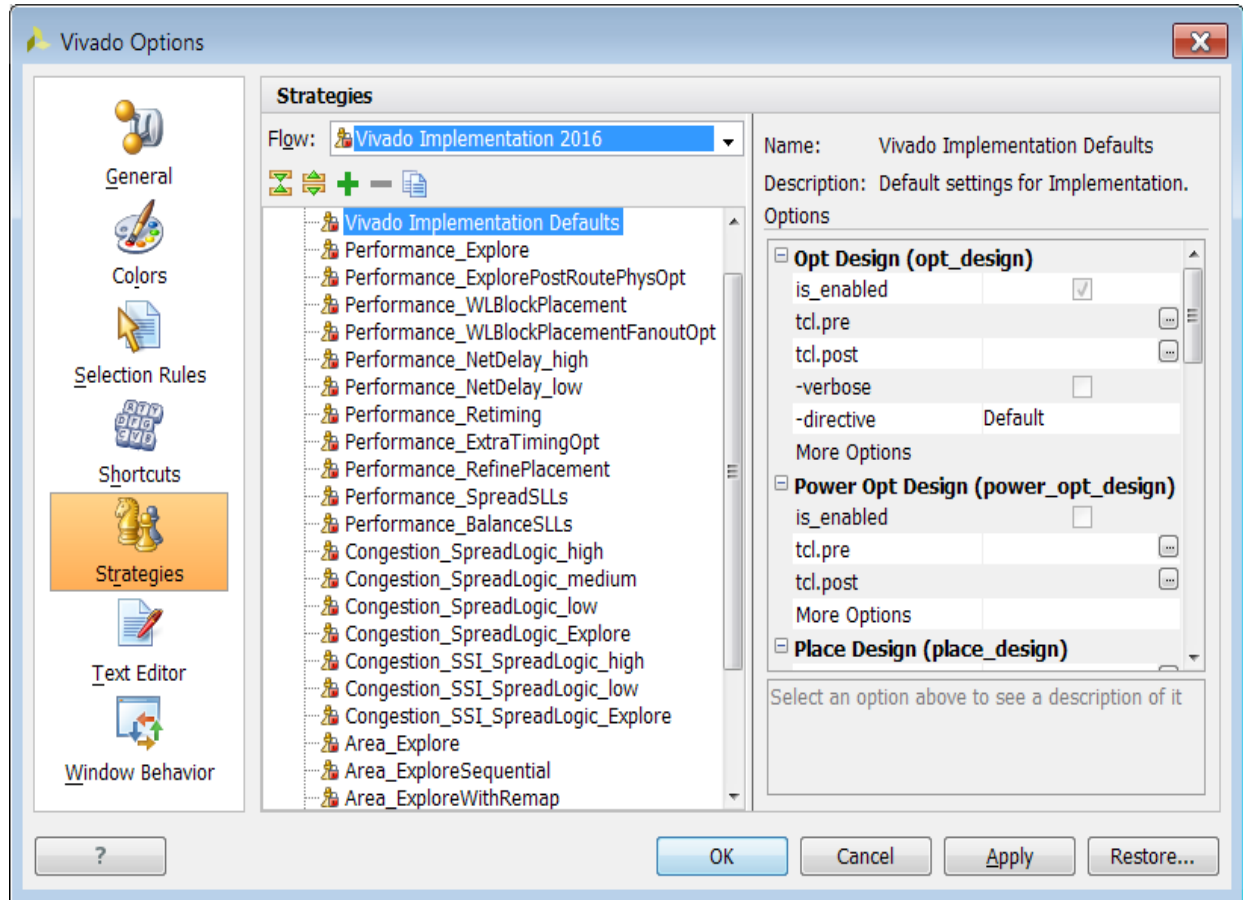 Vivado Options
General
Colors
Selection Rules
Shortcuts
Strategies
Text Editor
Window Behavior
Strategies
Flow: Vivado Implementation 2016
Vivado Implementation Defaults
Performance_Explore
Performance_ExplorePostRoutePhysOpt
Performance_WLBlockPlacement
Performance_WLBlockPlacementFanoutOpt
Performance_NetDelay_high
Performance_NetDelay_low
Performance_Retiming
Performance_ExtraTimingOpt
Performance_RefinePlacement
Performance_SpreadSLLs
Performance_BalanceSLLs
Congestion_SpreadLogic_high
Congestion_SpreadLogic_medium
Congestion_SpreadLogic_low
Congestion_SpreadLogic_Explore
Congestion_SSI_SpreadLogic_high
Congestion_SSI_SpreadLogic_low
Congestion_SSI_SpreadLogic_Explore
Area_Explore
Area_ExploreSequential
Area_ExploreWithRemap
Name: Vivado Implementation Defaults
Description: Default settings for Implementation.
Options
Opt Design (opt_design)
is_enabled
tcl.pre
tcl.post
-verbose
-directive Default
More Options
Power Opt Design (power_opt_design)
is_enabled
tcl.pre
tcl.post
More Options
Place Design (place_design)
Select an option above to see a description of it
? OK Cancel Apply Restore...